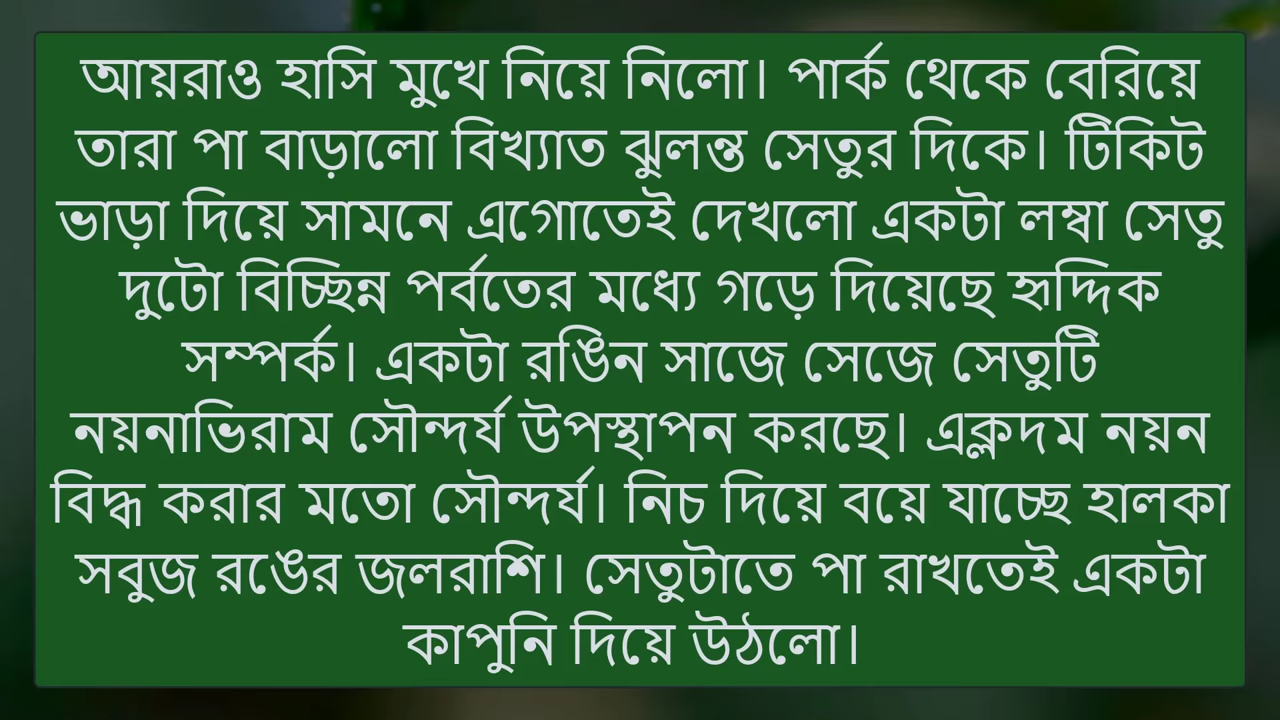 আয়রাও হাসি মুখে নিয়ে নিলো। পার্ক থেকে বেরিয়ে
তারা পা বাড়ালো বিখ্যাত ঝুলন্ত সেতুর দিকে। টিকিট
ভাড়া দিয়ে সামনে এগোতেই দেখলো একটা লম্বা সেতু
দুটো বিচ্ছিন্ন পর্বতের মধ্যে গড়ে দিয়েছে হৃদ্দিক
সম্পর্ক। একটা রঙিন সাজে সেজে সেতুটি
নয়নাভিরাম সৌন্দর্য উপস্থাপন করছে। এক্লদম নয়ন
বিদ্ধ করার মতো সৌন্দর্য। নিচ দিয়ে বয়ে যাচ্ছে হালকা
সবুজ রঙের জলরাশি। সেতুটাতে পা রাখতেই একটা
কাপুনি দিয়ে উঠলো।